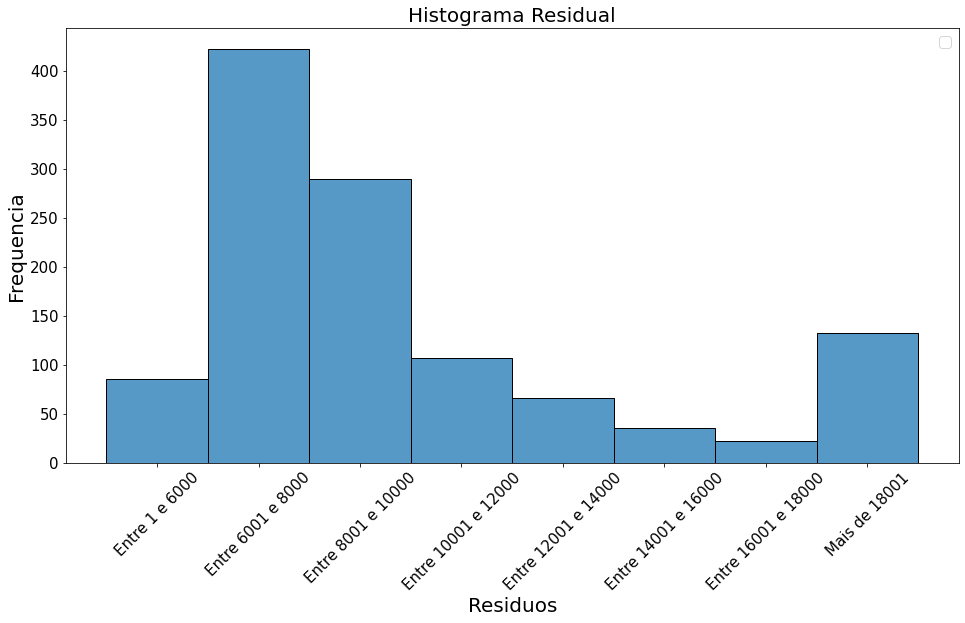 Histograma Residual
Frequencia
400
350
300
250
200
150
100
50
0
Entre 1 e 6000
Entre 6001 e 8000
Entre 8001 e 10000
Entre 10001 e 12000
Entre 12001 e 14000
Entre 14001 e 16000
Entre 16001 e 18000
Mais de 18001
Residuos